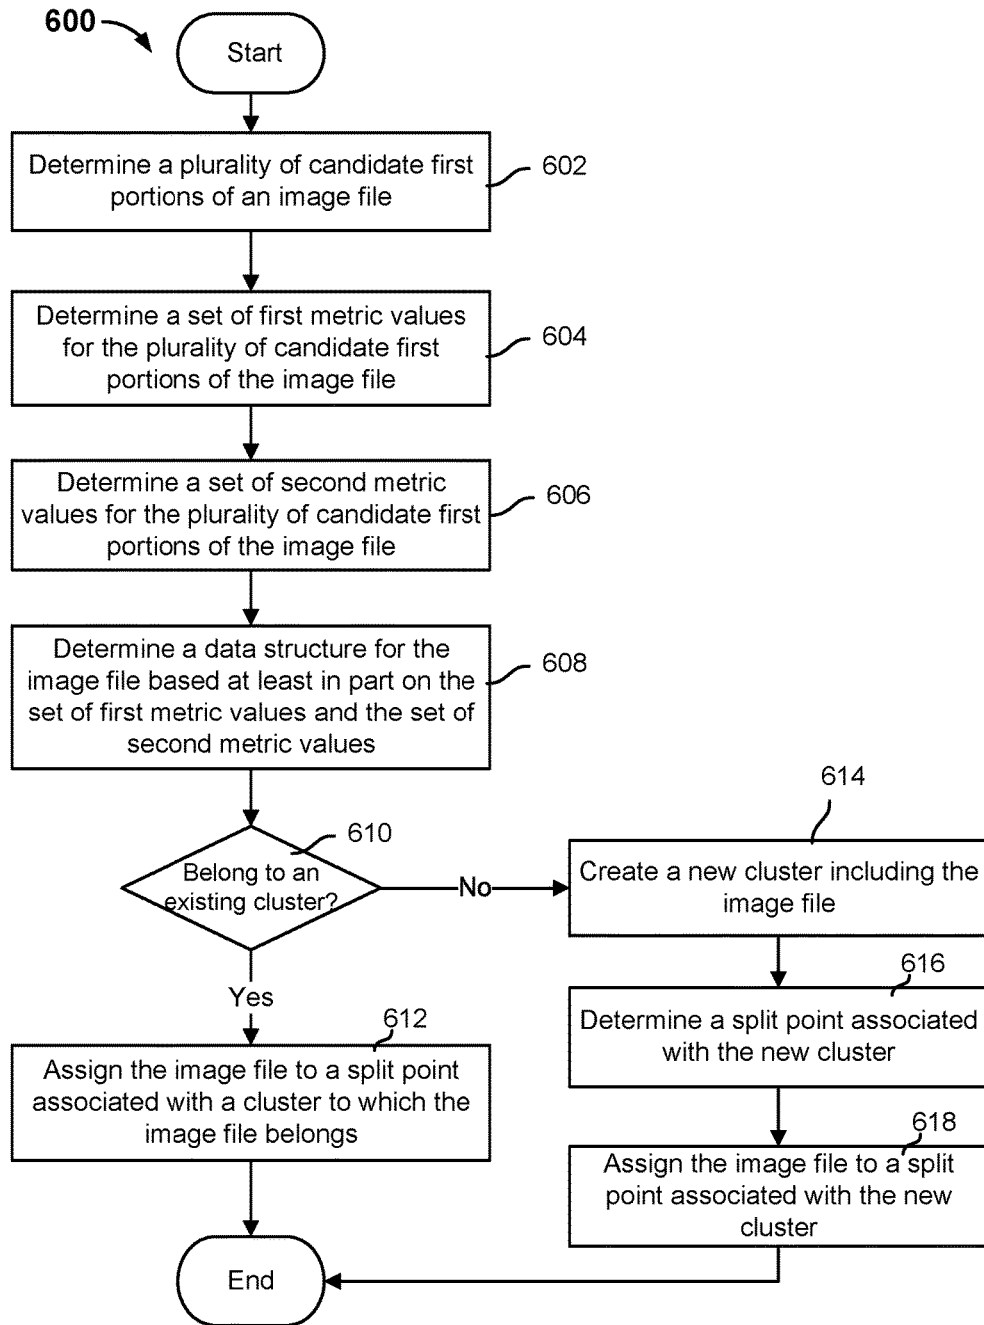 600
Start
Determine a plurality of candidate first
portions of an image file
602
Determine a set of first metric values
for the plurality of candidate first
portions of the image file
604
Determine a set of second metric
values for the plurality of candidate first
portions of the image file
606
Determine a data structure for the
image file based at least in part on the
set of first metric values and the set of
second metric values
608
610
Belong to an
existing cluster?
No
Yes
612
Assign the image file to a split point
associated with a cluster to which the
image file belongs
614
Create a new cluster including the
image file
616
Determine a split point associated
with the new cluster
618
Assign the image file to a split
point associated with the new
cluster
End